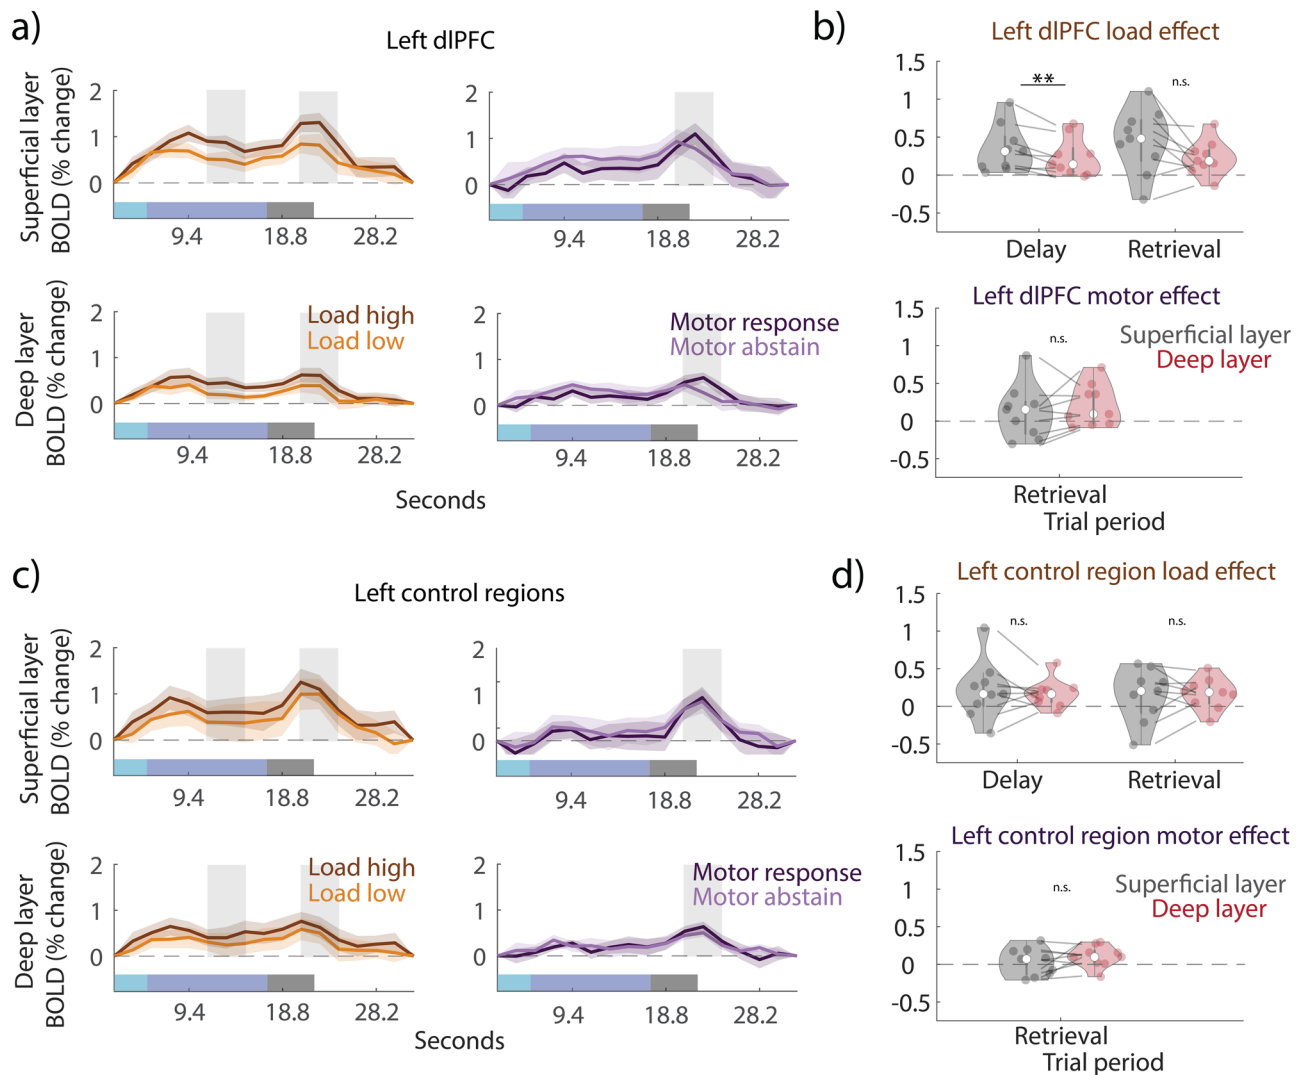 a)
Left dlPFC
Superficial layer
BOLD (% change)
2
1
0
9.4
18.8
28.2
2
1
0
9.4
18.8
28.2
Deep layer
BOLD (% change)
2
1
0
Load high
Load low
9.4
18.8
28.2
2
1
0
Motor response
Motor abstain
9.4
18.8
28.2
Seconds
b)
Left dlPFC load effect
1.5
1
0.5
0
-0.5
**
n.s.
Delay
Retrieval
Left dlPFC motor effect
1.5
1
0.5
0
-0.5
n.s.
Superficial layer
Deep layer
Retrieval
Trial period
c)
Left control regions
Superficial layer
BOLD (% change)
2
1
0
9.4
18.8
28.2
2
1
0
9.4
18.8
28.2
Deep layer
BOLD (% change)
2
1
0
Load high
Load low
9.4
18.8
28.2
2
1
0
Motor response
Motor abstain
9.4
18.8
28.2
Seconds
d)
Left control region load effect
1.5
1
0.5
0
-0.5
n.s.
n.s.
Delay
Retrieval
Left control region motor effect
1.5
1
0.5
0
-0.5
n.s.
Superficial layer
Deep layer
Retrieval
Trial period